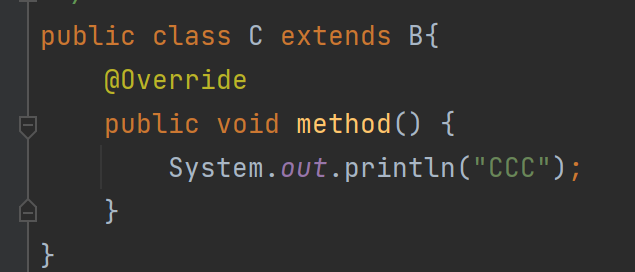 public class C extends B{
@Override
public void method() {
System.out.println("CCC");
}
}